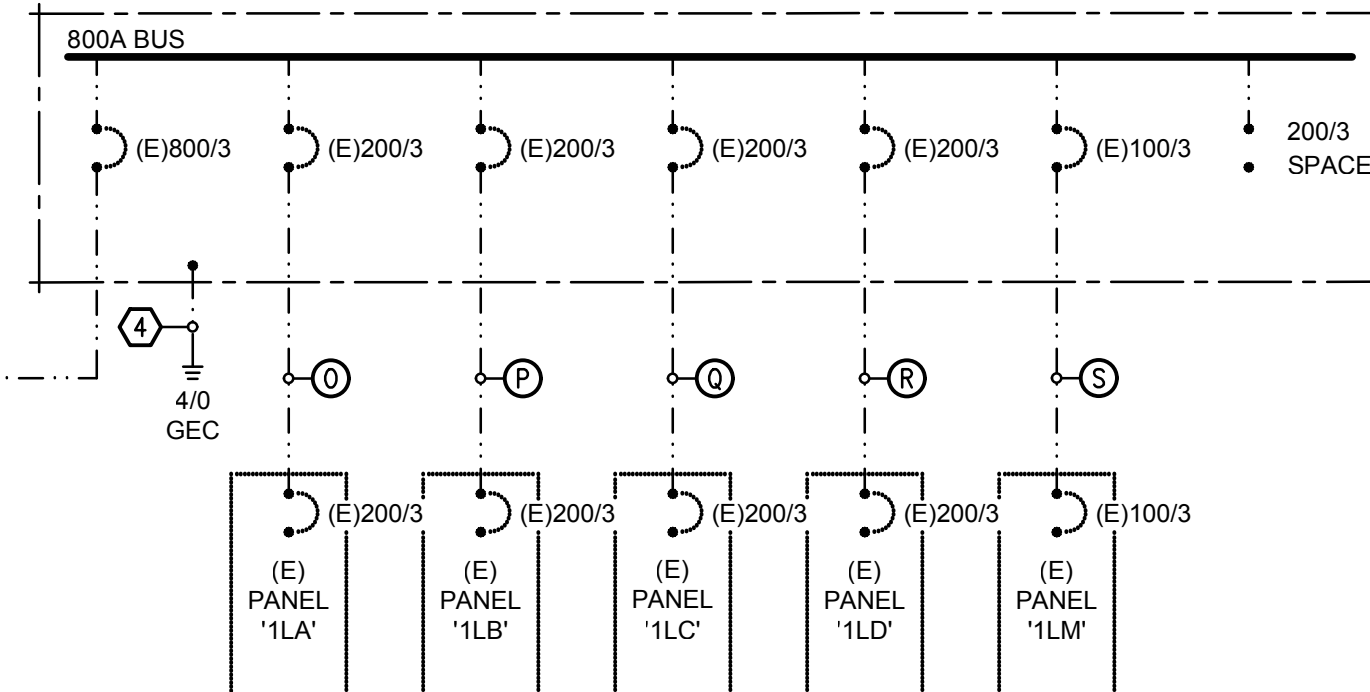 800A BUS
(E)800/3
(E)200/3
(E)200/3
(E)200/3
(E)200/3
(E)100/3
200/3
SPACE
4
4/0
GEC
O
P
Q
R
S
(E)200/3
(E)200/3
(E)200/3
(E)200/3
(E)100/3
(E)
PANEL
'1LA'
(E)
PANEL
'1LB'
(E)
PANEL
'1LC'
(E)
PANEL
'1LD'
(E)
PANEL
'1LM'